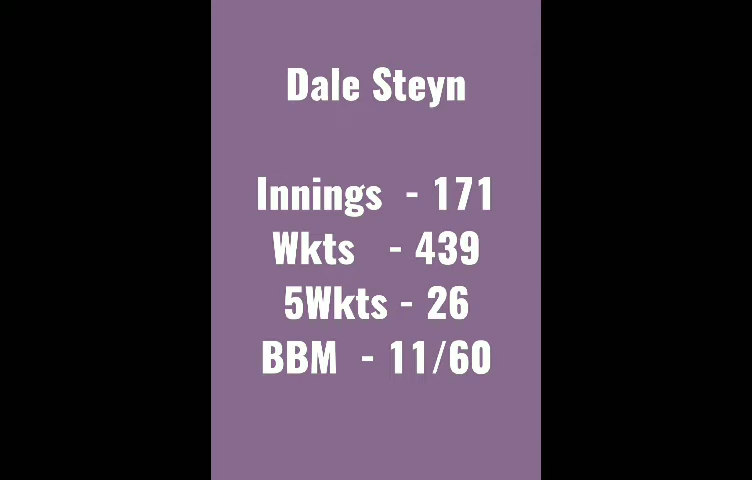 Dale Steyn
Innings - 171
Wkts - 439
5Wkts - 26
BBM - 11/60